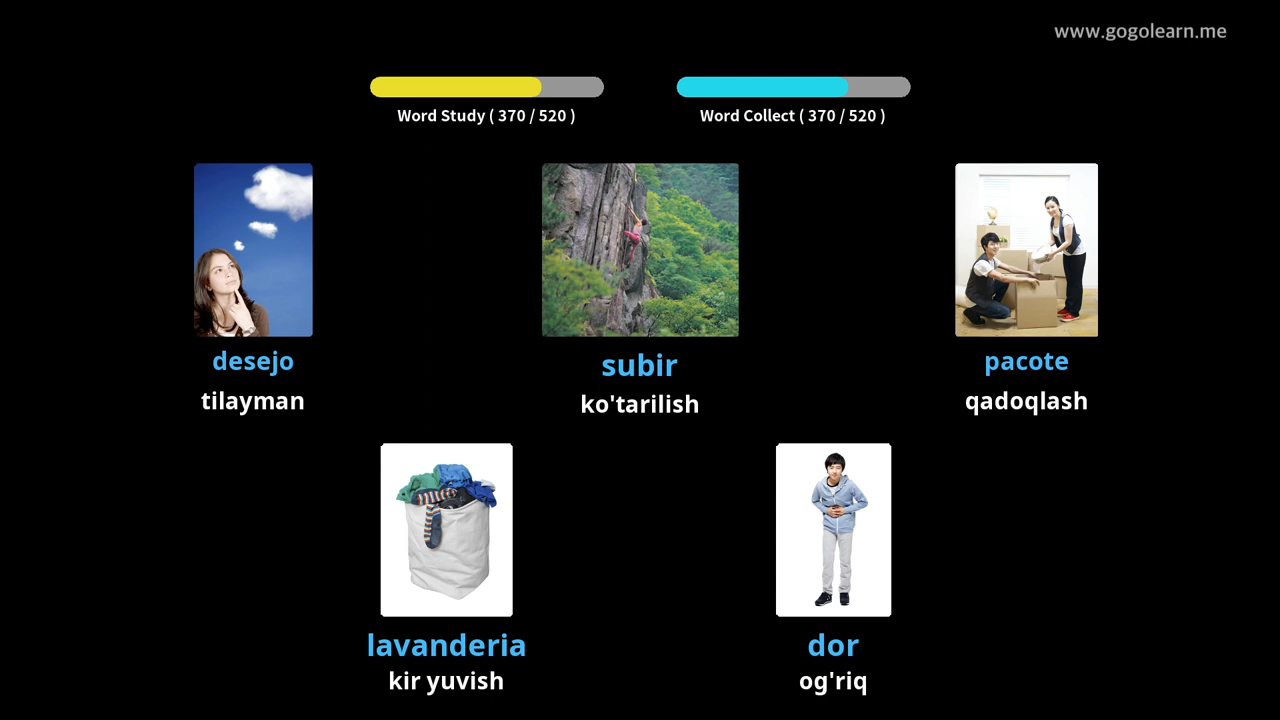 www.gogolearn.me
Word Study ( 370 / 520 )
Word Collect ( 370 / 520 )
desejo
tilayman
subir
ko'tarilish
pacote
qadoqlash
lavanderia
kir yuvish
dor
og'riq